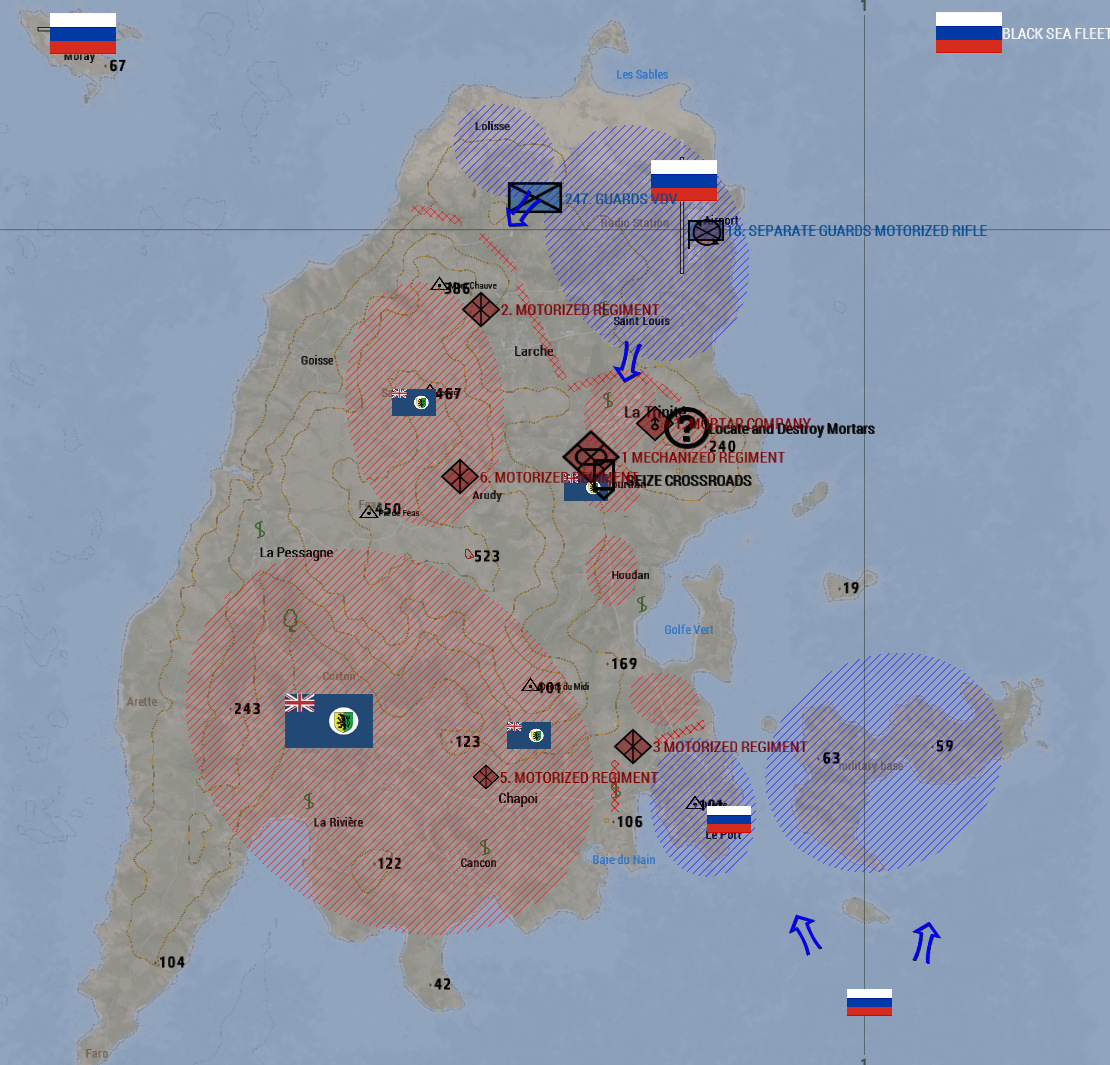 1
BLACK SEA FLEET
Moray
67
Les Sables
Lolisse
247. GUARDS VDV
Radio Station
Airport
18. SEPARATE GUARDS MOTORIZED RIFLE
386
Chauve
2. MOTORIZED REGIMENT
Saint Louis
Larche
Goisse
467
La Trinité
MORTAR COMPANY
Locate and Destroy Mortars
240
1 MECHANIZED REGIMENT
6. MOTORIZED REGIMENT
SEIZE CROSSROADS
Arudy
450
Pic de Feas
La Pessagne
523
Houdan
19
Golfe Vert
169
Corton
Arette
243
du Midi
123
3 MOTORIZED REGIMENT
59
63
military base
5. MOTORIZED REGIMENT
Chapoi
101
La Rivière
106
Le Port
122
Cancon
Baie du Nain
104
42
Faro
1